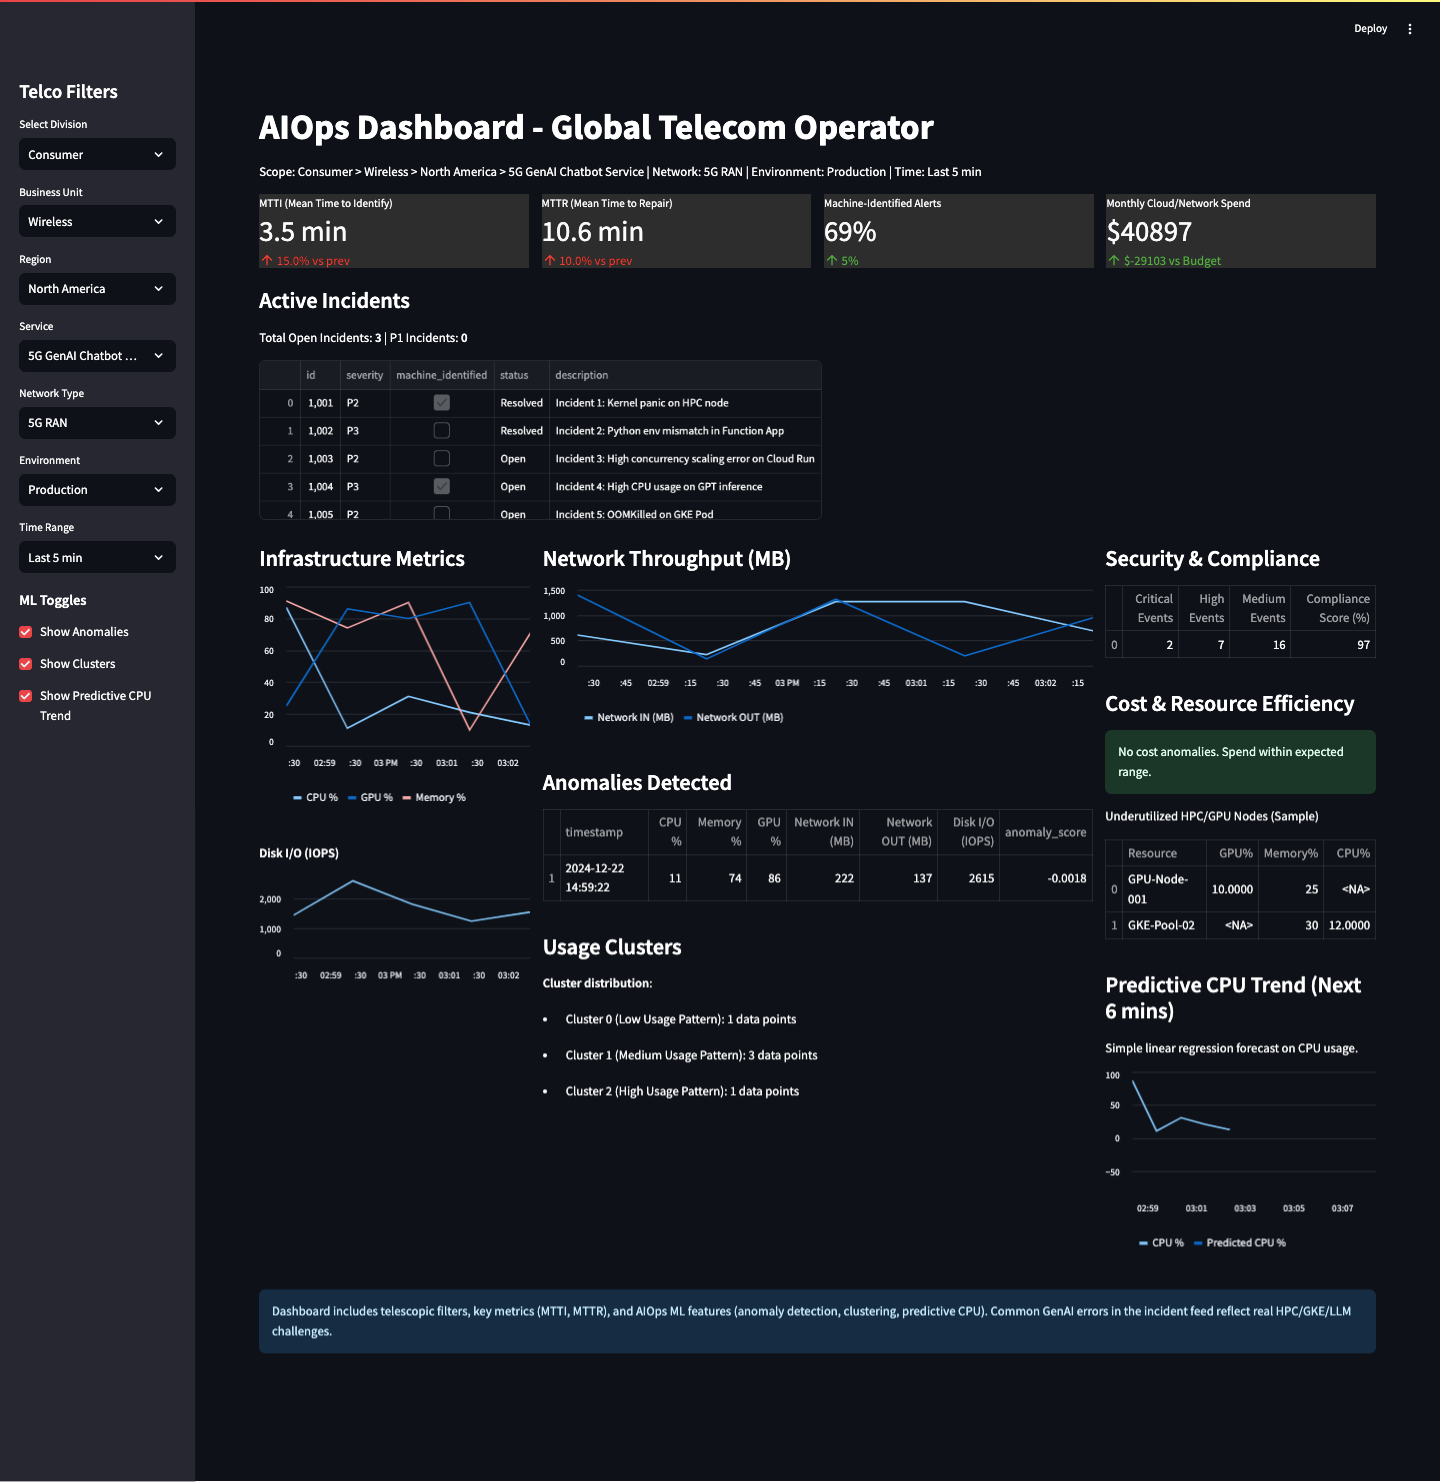 Deploy
Telco Filters
Select Division
Consumer
Business Unit
Wireless
Region
North America
Service
5G GenAI Chatbot ...
Network Type
5G RAN
Environment
Production
Time Range
Last 5 min
ML Toggles
Show Anomalies
Show Clusters
Show Predictive CPU
Trend
AIOps Dashboard - Global Telecom Operator
Scope: Consumer > Wireless > North America > 5G GenAI Chatbot Service | Network: 5G RAN | Environment: Production | Time: Last 5 min
MTTI (Mean Time to Identify)
3.5 min
↑ 15.0% vs prev
MTTR (Mean Time to Repair)
10.6 min
↑ 10.0% vs prev
Machine-Identified Alerts
69%
↑ 5%
Monthly Cloud/Network Spend
$40897
↑ $-29103 vs Budget
Active Incidents
Total Open Incidents: 3 | P1 Incidents: 0
id severity machine_identified status description
0 1,001 P2 Resolved Incident 1: Kernel panic on HPC node
1 1,002 P3 Resolved Incident 2: Python env mismatch in Function App
2 1,003 P2 Open Incident 3: High concurrency scaling error on Cloud Run
3 1,004 P3 Open Incident 4: High CPU usage on GPT inference
4 1,005 P2 Open Incident 5: OOMKilled on GKE Pod
Infrastructure Metrics
100
80
60
40
20
0
:30 02:59 :30 03 PM :30 03:01 :30 03:02
CPU % GPU % Memory %
Disk I/O (IOPS)
2,000
1,000
0
:30 02:59 :30 03 PM :30 03:01 :30 03:02
Network Throughput (MB)
1,500
1,000
500
0
:30 :45 02:59 :15 :30 :45 03 PM :15 :30 :45 03:01 :15 :30 :45 03:02 :15
Network IN (MB) Network OUT (MB)
Anomalies Detected
timestamp CPU % Memory % GPU % Network IN (MB) Network OUT (MB) Disk I/O (IOPS) anomaly_score
1 2024-12-22 14:59:22 11 74 86 222 137 2615 -0.0018
Usage Clusters
Cluster distribution:
• Cluster 0 (Low Usage Pattern): 1 data points
• Cluster 1 (Medium Usage Pattern): 3 data points
• Cluster 2 (High Usage Pattern): 1 data points
Security & Compliance
Critical Events High Events Medium Events Compliance Score (%)
0 2 7 16 97
Cost & Resource Efficiency
No cost anomalies. Spend within expected
range.
Underutilized HPC/GPU Nodes (Sample)
Resource GPU% Memory% CPU%
0 GPU-Node-001 10.0000 25 <NA>
1 GKE-Pool-02 <NA> 30 12.0000
Predictive CPU Trend (Next
6 mins)
Simple linear regression forecast on CPU usage.
100
50
0
−50
02:59 03:01 03:03 03:05 03:07
CPU % Predicted CPU %
Dashboard includes telescopic filters, key metrics (MTTI, MTTR), and AIOps ML features (anomaly detection, clustering, predictive CPU). Common GenAI errors in the incident feed reflect real HPC/GKE/LLM
challenges.